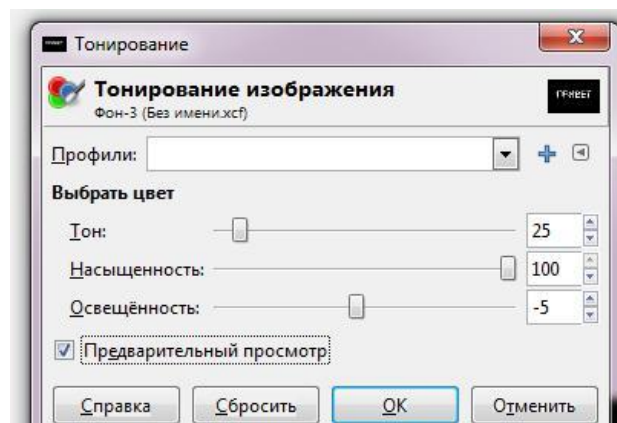 Тонирование
Тонирование изображения
Фон-3 (Без имени.xcf)
ПРИВЕТ
Профили:
Выбрать цвет
Тон: 25
Насыщенность: 100
Освещённость: -5
Предварительный просмотр
Справка Сбросить OK Отменить